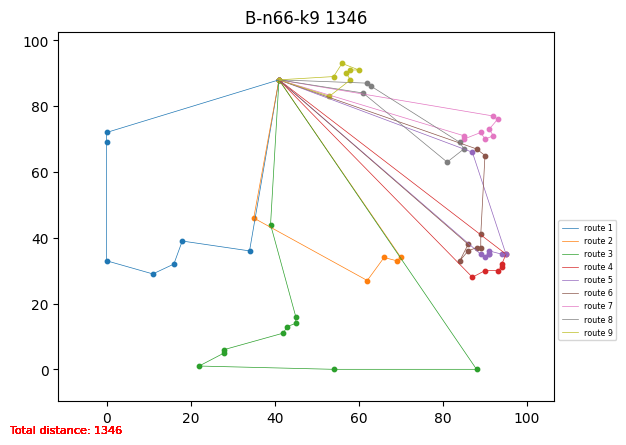 B-n66-k9 1346
100
80
60
40
20
0
0 20 40 60 80 100
route 1
route 2
route 3
route 4
route 5
route 6
route 7
route 8
route 9
Total distance: 1346